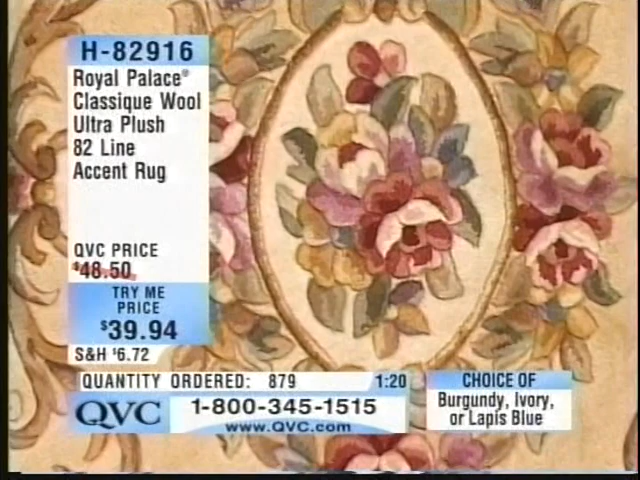 H-82916
Royal Palace®
Classique Wool
Ultra Plush
82 Line
Accent Rug
QVC PRICE
$48.50
TRY ME
PRICE
$39.94
S&H $6.72
QUANTITY ORDERED: 879 1:20
QVC 1-800-345-1515
www.QVC.com
CHOICE OF
Burgundy, Ivory,
or Lapis Blue